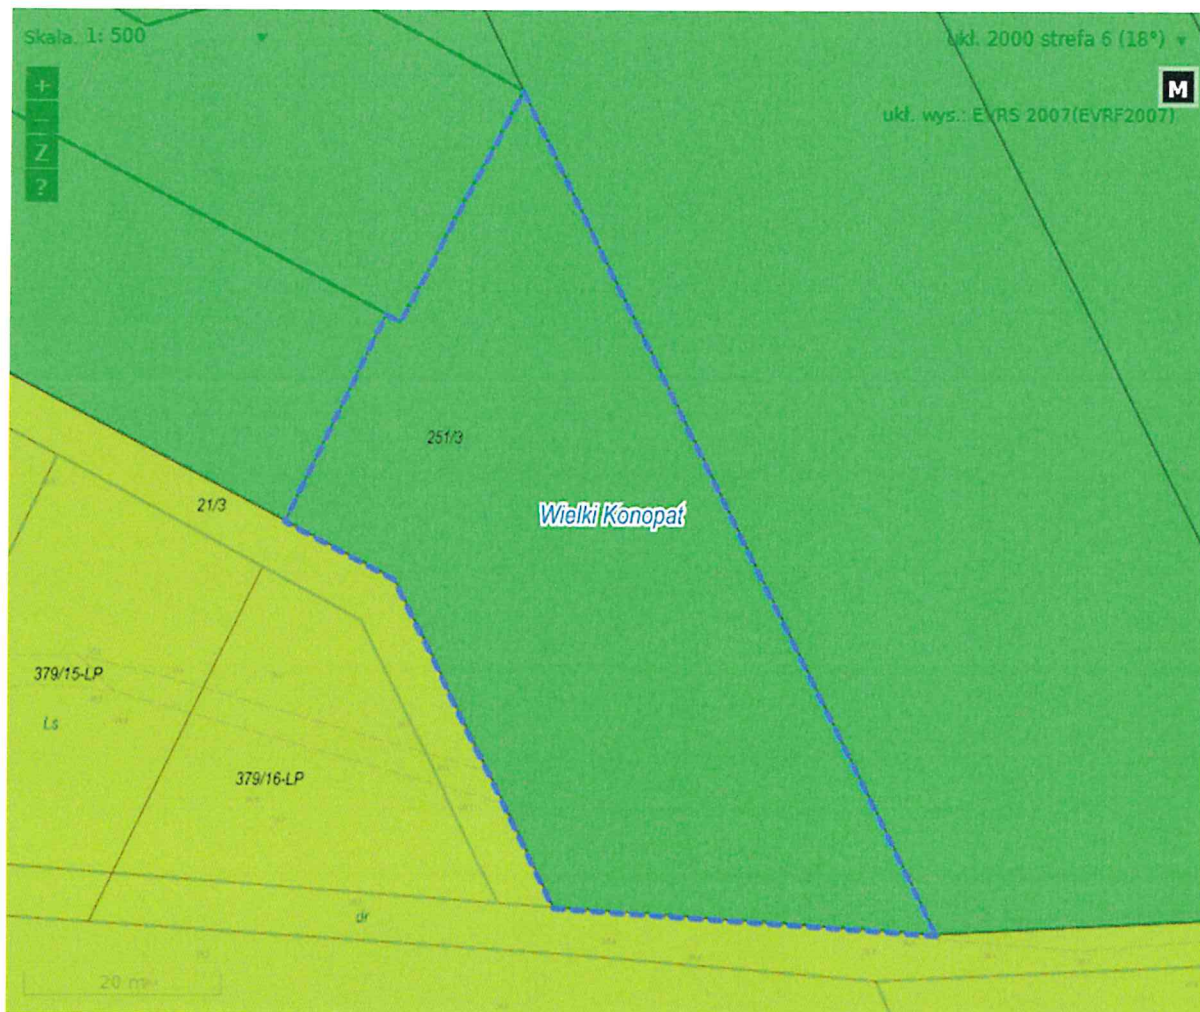 Skala. 1: 500
ukł. 2000 strefa 6 (18°)
+
M
ukł. wys.: EVRS 2007(EVRF2007)
Z
?
251/3
21/3
Wielki Konopat
379/15-LP
Ls
379/16-LP
dr
20 m